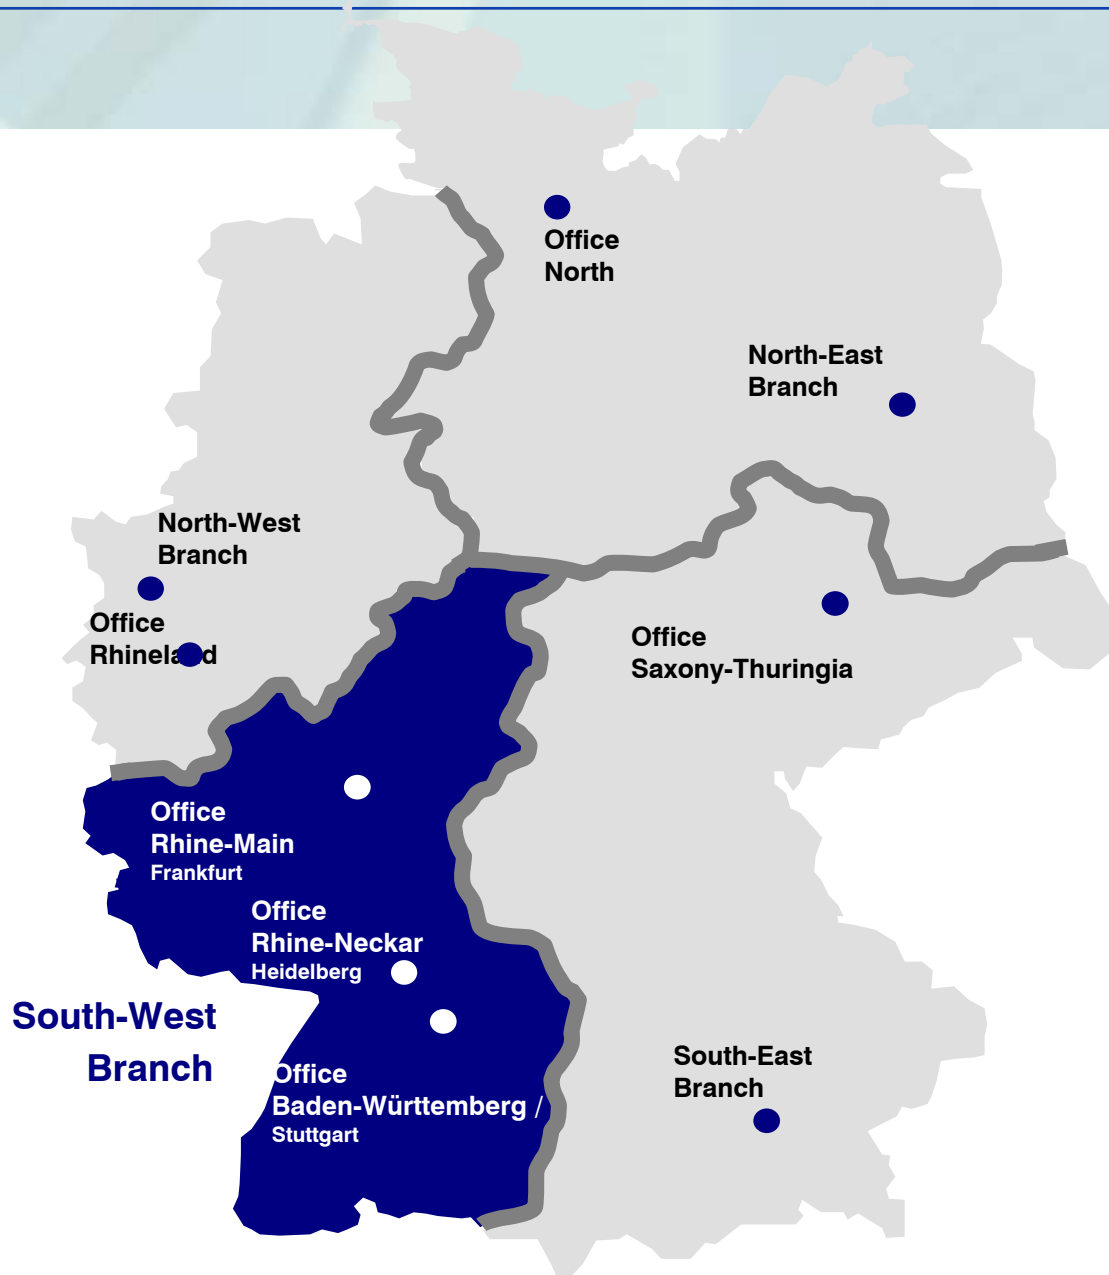 Office
North
North-East
Branch
North-West
Branch
Office
Rhineland
Office
Saxony-Thuringia
Office
Rhine-Main
Frankfurt
Office
Rhine-Neckar
Heidelberg
South-West
Branch
Office
Baden-Württemberg /
Stuttgart
South-East
Branch